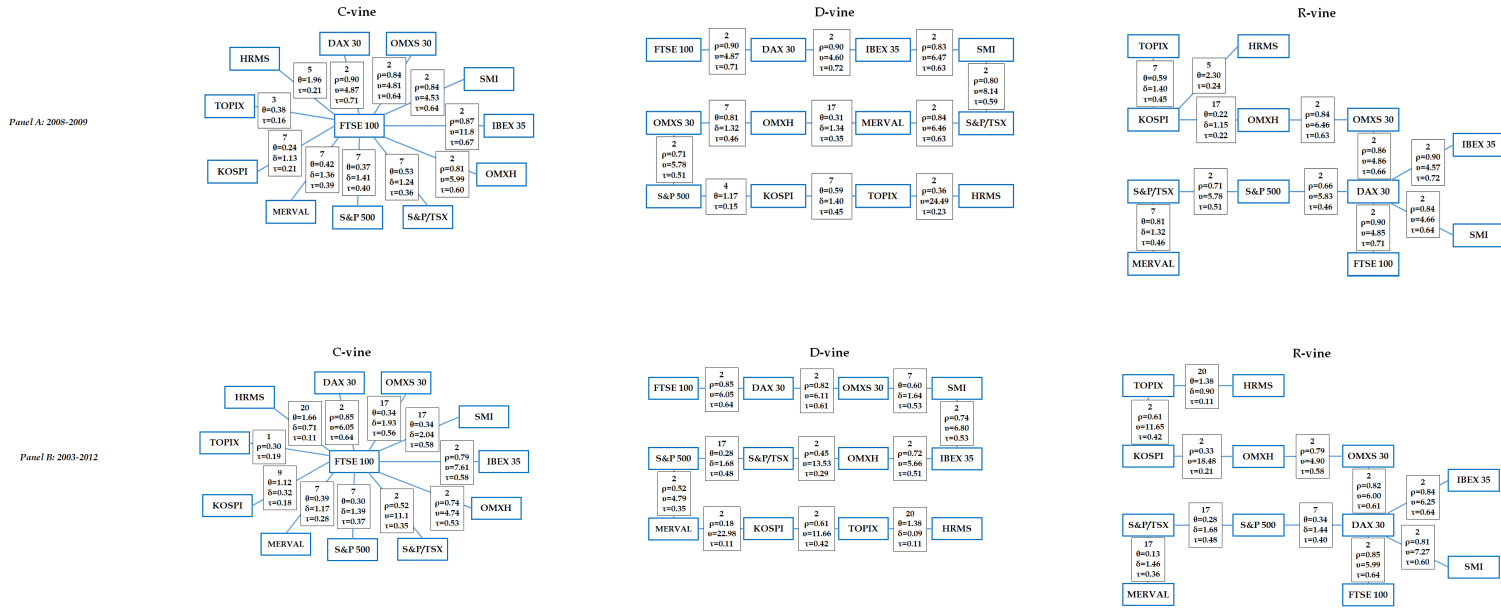 C-vine
D-vine
R-vine
Panel A: 2008-2009
HRMS
DAX 30
OMXS 30
SMI
TOPIX
FTSE 100
IBEX 35
KOSPI
OMXH
MERVAL
S&P 500
S&P/TSX
5
θ=1.96
τ=0.21
2
ρ=0.90
υ=4.87
τ=0.71
2
ρ=0.84
υ=4.81
τ=0.64
2
ρ=0.84
υ=4.53
τ=0.64
3
θ=0.38
τ=0.16
2
ρ=0.87
υ=11.8
τ=0.67
7
θ=0.24
δ=1.13
τ=0.21
7
θ=0.42
δ=1.36
τ=0.39
7
θ=0.37
δ=1.41
τ=0.40
7
θ=0.53
δ=1.24
τ=0.36
2
ρ=0.81
υ=5.99
τ=0.60
FTSE 100
2
ρ=0.90
υ=4.87
τ=0.71
DAX 30
2
ρ=0.90
υ=4.60
τ=0.72
IBEX 35
2
ρ=0.83
υ=6.47
τ=0.63
SMI
2
ρ=0.80
υ=8.14
τ=0.59
OMXS 30
7
θ=0.81
δ=1.32
τ=0.46
OMXH
17
θ=0.31
δ=1.34
τ=0.35
MERVAL
2
ρ=0.84
υ=6.46
τ=0.63
S&P/TSX
2
ρ=0.71
υ=5.78
τ=0.51
S&P 500
4
θ=1.17
τ=0.15
KOSPI
7
θ=0.59
δ=1.40
τ=0.45
TOPIX
2
ρ=0.36
υ=24.49
τ=0.23
HRMS
TOPIX
HRMS
7
θ=0.59
δ=1.40
τ=0.45
5
θ=2.30
τ=0.24
KOSPI
17
θ=0.22
δ=1.15
τ=0.22
OMXH
2
ρ=0.84
υ=6.46
τ=0.63
OMXS 30
2
ρ=0.86
υ=4.86
τ=0.66
IBEX 35
2
ρ=0.90
υ=4.57
τ=0.72
S&P/TSX
2
ρ=0.71
υ=5.78
τ=0.51
S&P 500
2
ρ=0.66
υ=5.83
τ=0.46
DAX 30
2
ρ=0.84
υ=4.66
τ=0.64
SMI
7
θ=0.81
δ=1.32
τ=0.46
MERVAL
2
ρ=0.90
υ=4.85
τ=0.71
FTSE 100
C-vine
D-vine
R-vine
Panel B: 2003-2012
HRMS
DAX 30
OMXS 30
SMI
TOPIX
FTSE 100
IBEX 35
KOSPI
OMXH
MERVAL
S&P 500
S&P/TSX
20
θ=1.66
δ=0.71
τ=0.11
2
ρ=0.85
υ=6.05
τ=0.64
17
θ=0.34
δ=1.93
τ=0.56
17
θ=0.34
δ=2.04
τ=0.58
1
ρ=0.30
τ=0.19
2
ρ=0.79
υ=7.61
τ=0.58
9
θ=1.12
δ=0.32
τ=0.18
7
θ=0.39
δ=1.17
τ=0.28
7
θ=0.30
δ=1.39
τ=0.37
2
ρ=0.52
υ=11.1
τ=0.35
2
ρ=0.74
υ=4.74
τ=0.53
FTSE 100
2
ρ=0.85
υ=6.05
τ=0.64
DAX 30
2
ρ=0.82
υ=6.11
τ=0.61
OMXS 30
7
θ=0.60
δ=1.64
τ=0.53
SMI
2
ρ=0.74
υ=6.80
τ=0.53
S&P 500
17
θ=0.28
δ=1.68
τ=0.48
S&P/TSX
2
ρ=0.45
υ=13.53
τ=0.29
OMXH
2
ρ=0.72
υ=5.66
τ=0.51
IBEX 35
2
ρ=0.52
υ=4.79
τ=0.35
MERVAL
2
ρ=0.18
υ=22.98
τ=0.11
KOSPI
2
ρ=0.61
υ=11.66
τ=0.42
TOPIX
20
θ=1.38
δ=0.09
τ=0.11
HRMS
TOPIX
20
θ=1.38
δ=0.90
τ=0.11
HRMS
2
ρ=0.61
υ=11.65
τ=0.42
KOSPI
2
ρ=0.33
υ=18.48
τ=0.21
OMXH
2
ρ=0.79
υ=4.90
τ=0.58
OMXS 30
2
ρ=0.82
υ=6.00
τ=0.61
IBEX 35
2
ρ=0.84
υ=6.25
τ=0.64
S&P/TSX
17
θ=0.28
δ=1.68
τ=0.48
S&P 500
7
θ=0.34
δ=1.44
τ=0.40
DAX 30
2
ρ=0.81
υ=7.27
τ=0.60
SMI
17
θ=0.13
δ=1.46
τ=0.36
MERVAL
2
ρ=0.85
υ=5.99
τ=0.64
FTSE 100